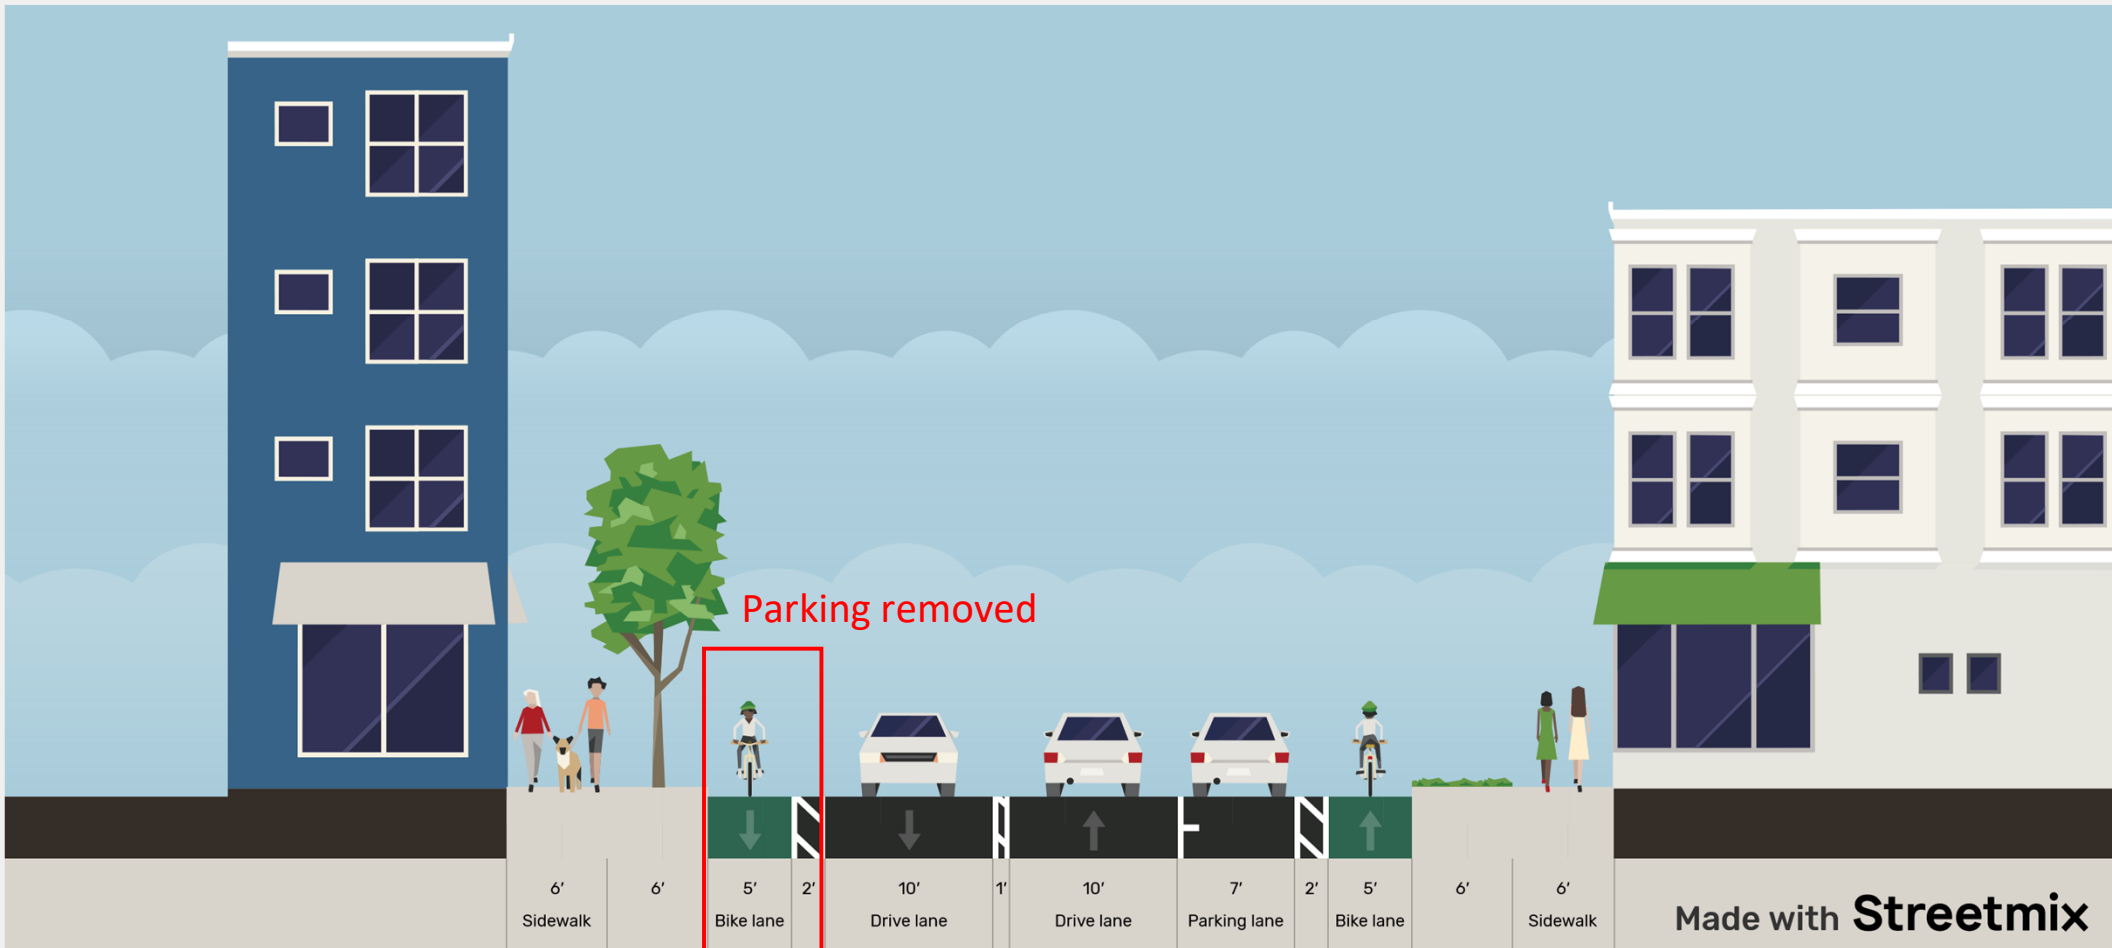 Parking removed
6′ 6′ 5′ 2′ 10′ 1′ 10′ 7′ 2′ 5′ 6′ 6′
Sidewalk Bike lane Drive lane Drive lane Parking lane Bike lane Sidewalk
Made with Streetmix